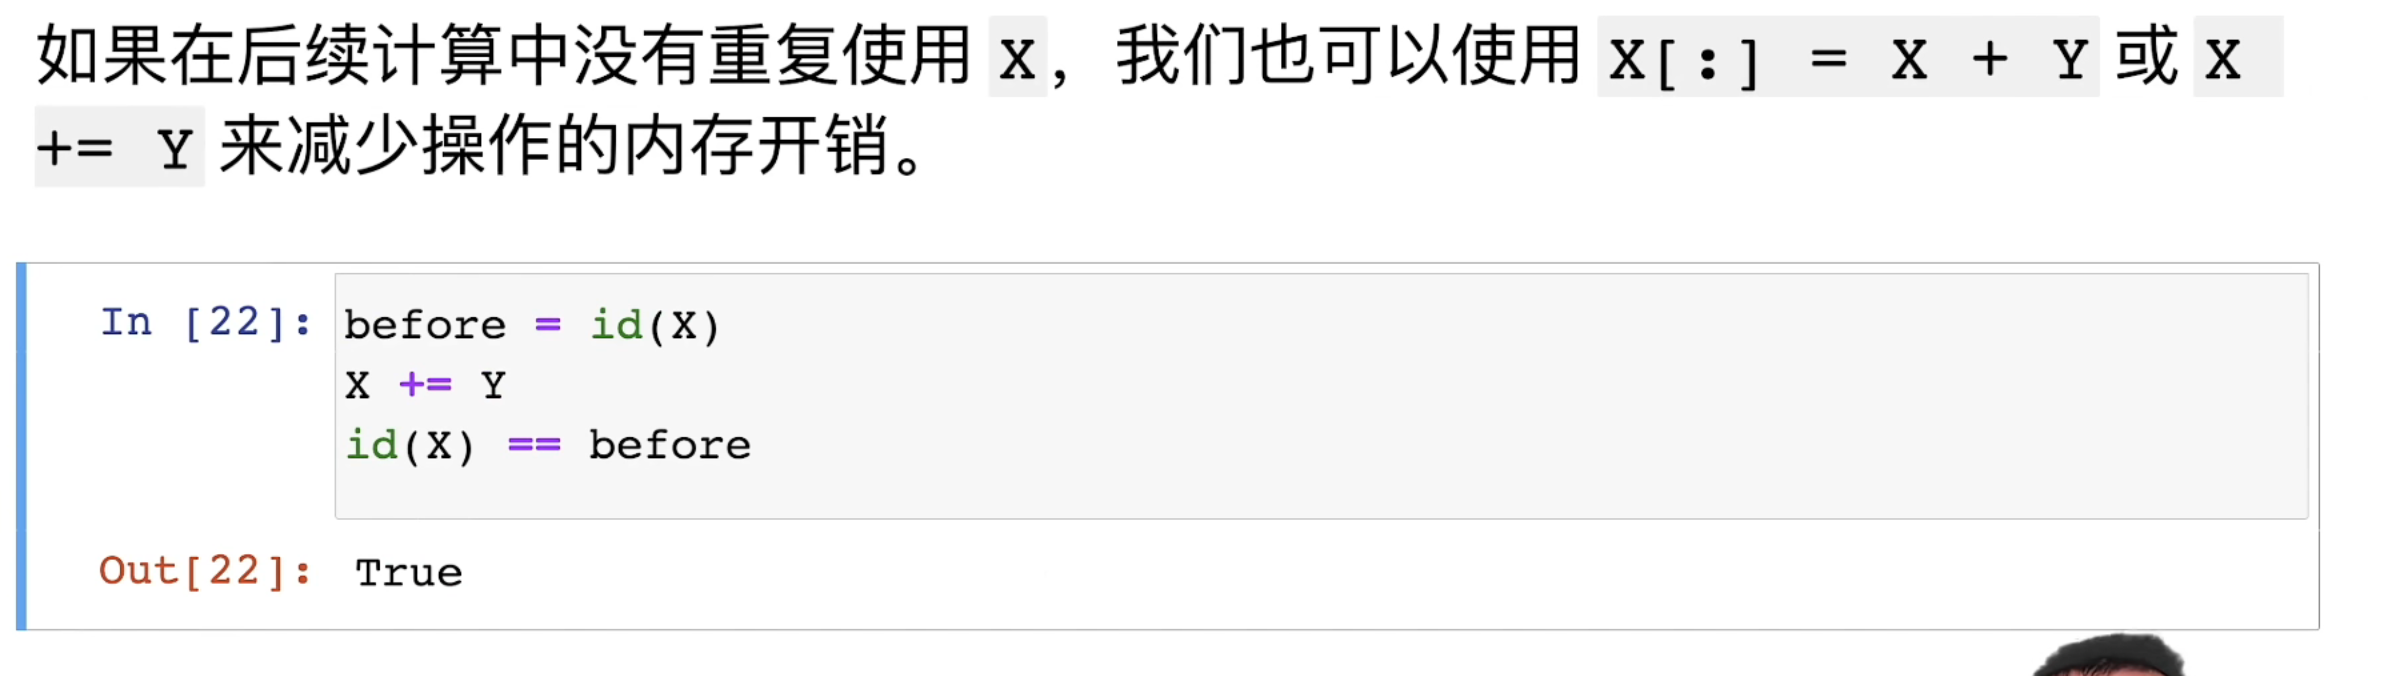 如果在后续计算中没有重复使用 X，我们也可以使用 X[:] = X + Y 或 X
+= Y 来减少操作的内存开销。
In [22]: before = id(X)
X += Y
id(X) == before
Out[22]: True